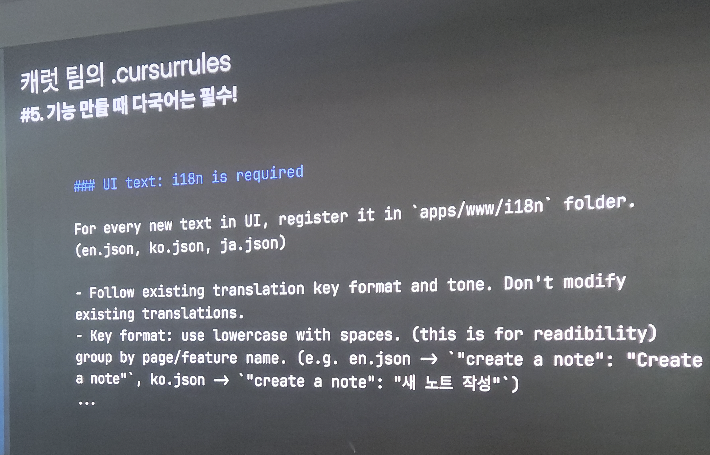 캐럿 팀의 .cursurrules
#5. 기능 만들 때 다국어는 필수!
### UI text: i18n is required
For every new text in UI, register it in `apps/www/i18n` folder.
(en.json, ko.json, ja.json)
- Follow existing translation key format and tone. Don't modify
existing translations.
- Key format: use lowercase with spaces. (this is for readibility)
group by page/feature name. (e.g. en.json -> `"create a note": "Create
a note"`, ko.json -> `"create a note": "새 노트 작성"`)
...